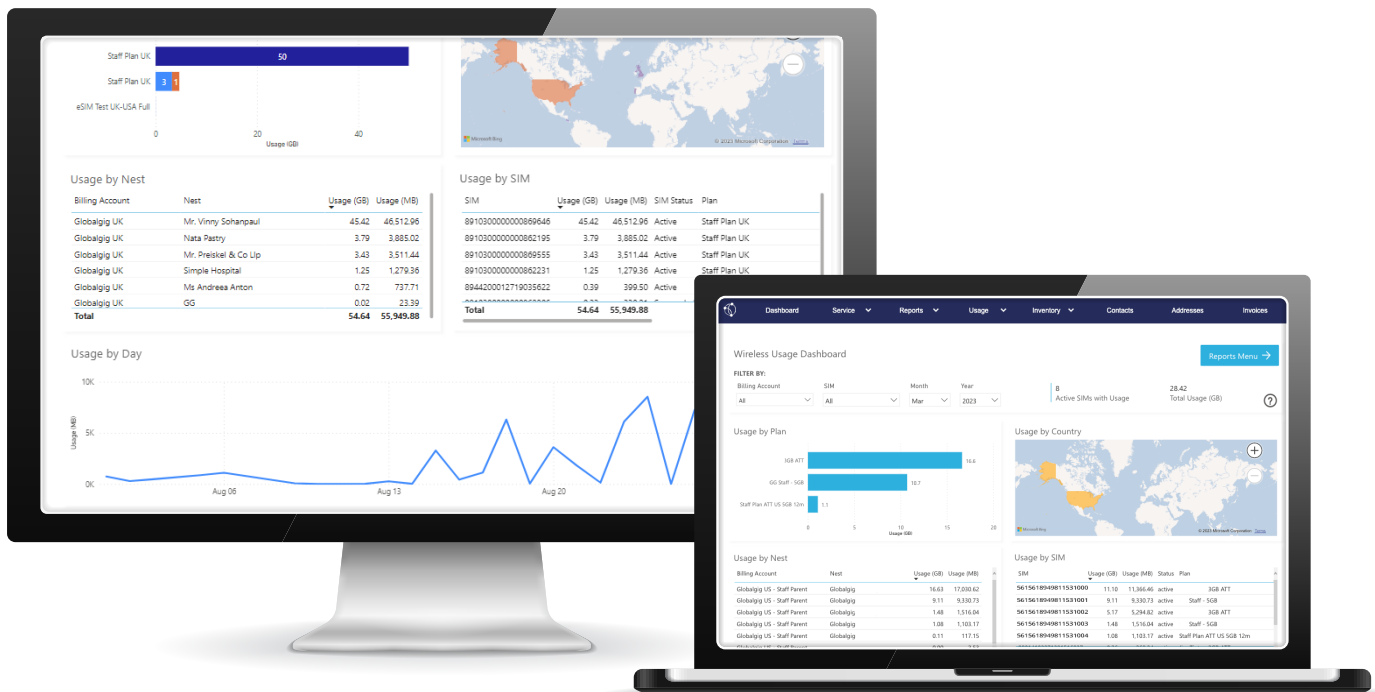 Staff Plan UK 50
Staff Plan UK 3 1
eSIM Test UK-USA Full
0 20 40
Usage (GB)
Microsoft Bing
© 2023 Microsoft Corporation Terms
Usage by Nest
Billing Account Nest Usage (GB) Usage (MB)
Globalgig UK Mr. Vinny Sohanpaul 45.42 46,512.96
Globalgig UK Nata Pastry 3.79 3,885.02
Globalgig UK Mr. Preiskel & Co Llp 3.43 3,511.44
Globalgig UK Simple Hospital 1.25 1,279.36
Globalgig UK Ms Andreea Anton 0.72 737.71
Globalgig UK GG 0.02 23.39
Total 54.64 55,949.88
Usage by SIM
SIM Usage (GB) Usage (MB) SIM Status Plan
8910300000000869646 45.42 46,512.96 Active Staff Plan UK
8910300000000862195 3.79 3,885.02 Active Staff Plan UK
8910300000000869555 3.43 3,511.44 Active Staff Plan UK
8910300000000862231 1.25 1,279.36 Active Staff Plan UK
8944200012719035622 0.39 399.50 Active
Total 54.64 55,949.88
Usage by Day
10K
5K
0K
Usage (MB)
Aug 06 Aug 13 Aug 20
Dashboard Service Reports Usage Inventory Contacts Addresses Invoices
Wireless Usage Dashboard
Reports Menu →
FILTER BY:
Billing Account SIM Month Year
All All Mar 2023
8
Active SIMs with Usage
28.42
Total Usage (GB)
?
Usage by Plan
3GB ATT 16.6
GG Staff - 5GB 10.7
Staff Plan ATT US 5GB 12m 1.1
0 5 10 15 20
Usage (GB)
Usage by Country
Microsoft Bing
© 2023 Microsoft Corporation Terms
Usage by Nest
Billing Account Nest Usage (GB) Usage (MB)
Globalgig US - Staff Parent Globalgig 16.63 17,030.62
Globalgig US - Staff Parent Globalgig 9.11 9,330.73
Globalgig US - Staff Parent Globalgig 1.48 1,516.04
Globalgig US - Staff Parent Globalgig 1.08 1,103.17
Globalgig US - Staff Parent Globalgig 0.11 117.15
Usage by SIM
SIM Usage (GB) Usage (MB) Status Plan
5615618949811531000 11.10 11,366.46 active 3GB ATT
5615618949811531001 9.11 9,330.73 active Staff - 5GB
5615618949811531002 5.17 5,294.82 active 3GB ATT
5615618949811531003 1.48 1,516.04 active Staff - 5GB
5615618949811531004 1.08 1,103.17 active Staff Plan ATT US 5GB 12m